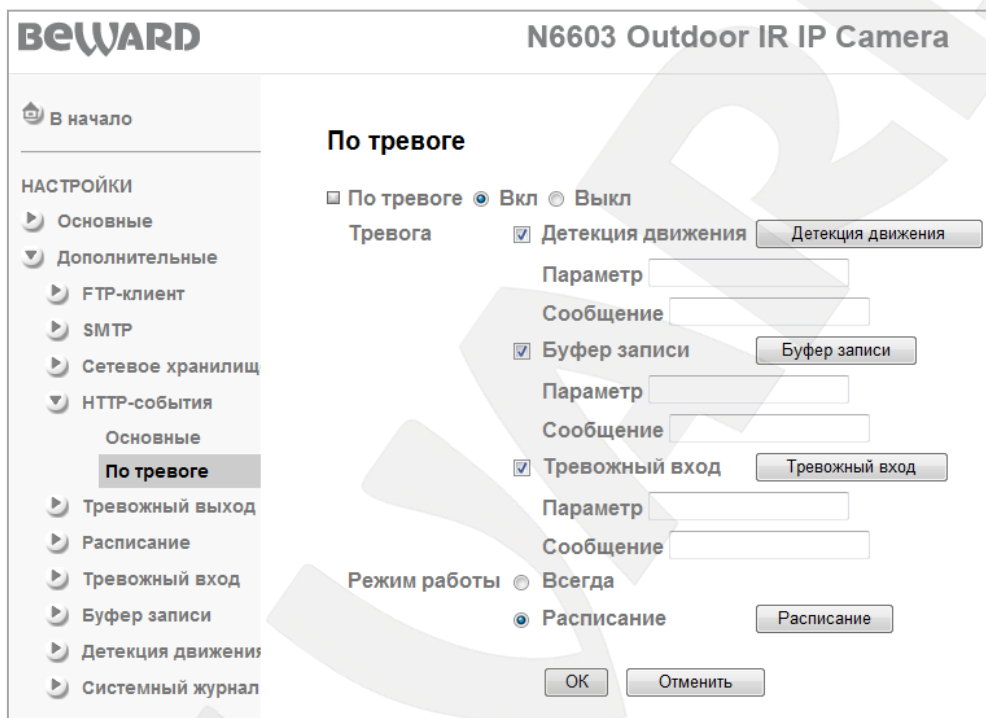 BEWARD
N6603 Outdoor IR IP Camera
В начало
НАСТРОЙКИ
Основные
Дополнительные
FTP-клиент
SMTP
Сетевое хранилищ
HTTP-события
Основные
По тревоге
Тревожный выход
Расписание
Тревожный вход
Буфер записи
Детекция движения
Системный журнал
По тревоге
По тревоге Вкл Выкл
Тревога Детекция движения Детекция движения
Параметр
Сообщение
Буфер записи Буфер записи
Параметр
Сообщение
Тревожный вход Тревожный вход
Параметр
Сообщение
Режим работы Всегда
Расписание Расписание
OK Отменить